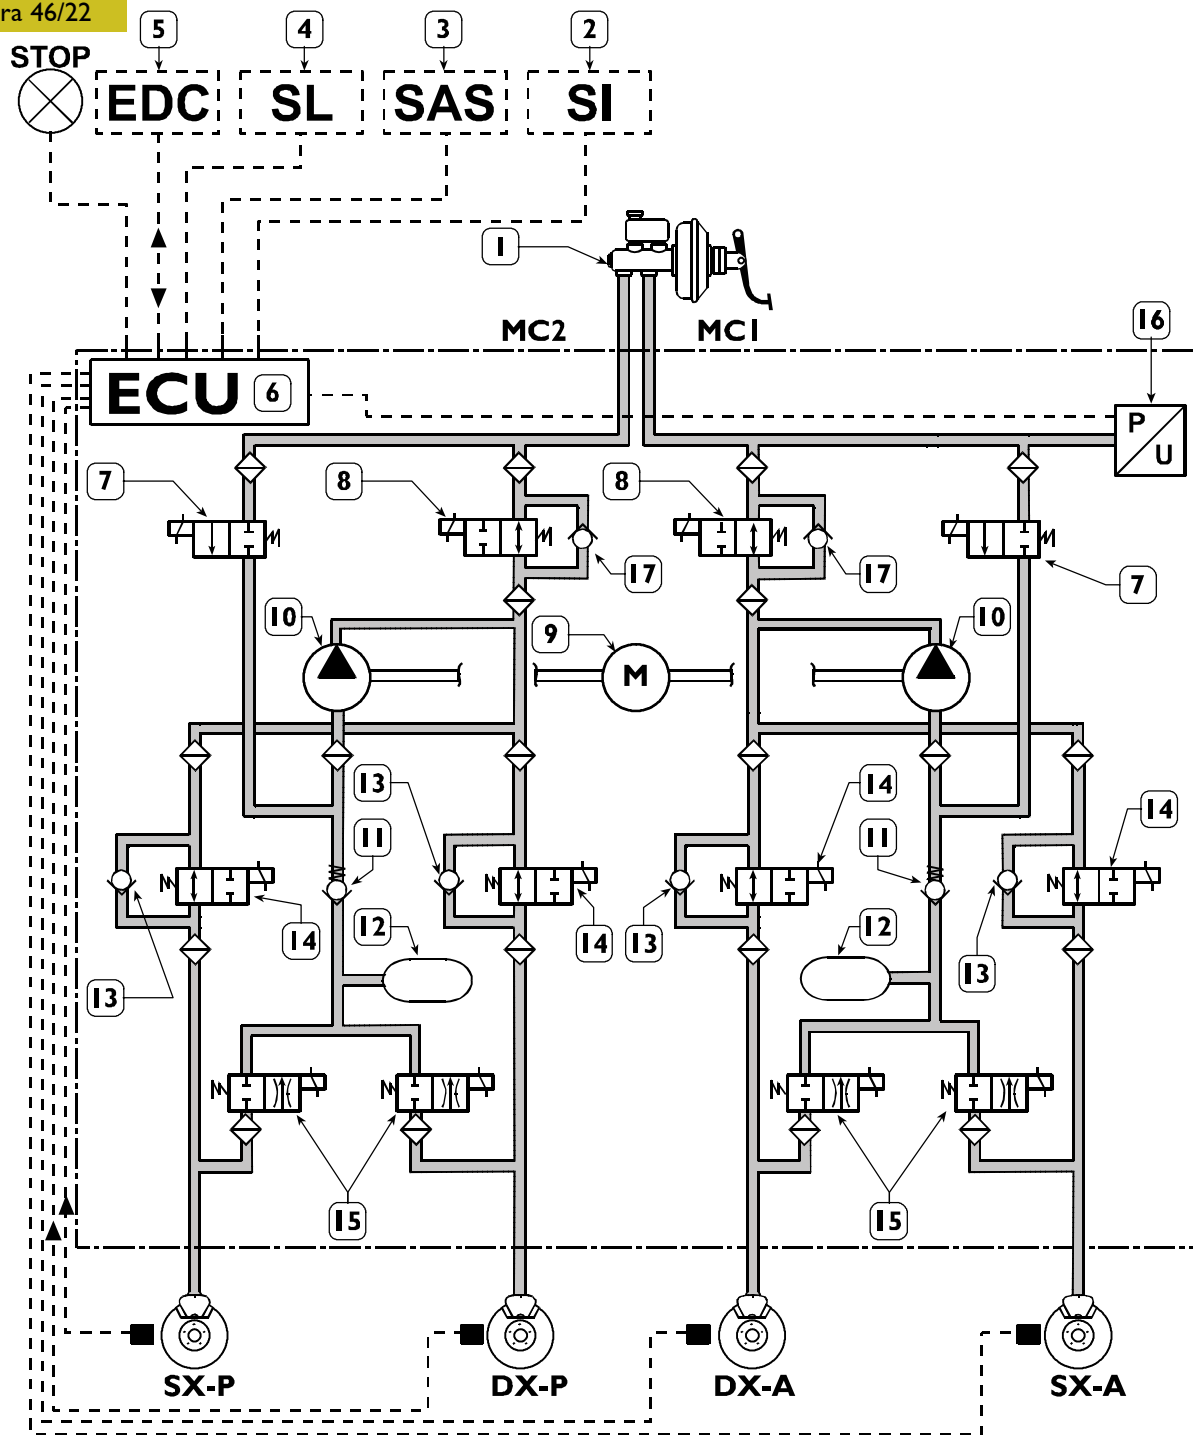 ra 46/22
5 4 3 2
STOP
EDC SL SAS SI
1
MC2 MC1
16
ECU 6
P
U
7 8 8
17 17 7
10 9 10
M
13 14 14
11 11
12 12
14 14 13
13 13
15 15
SX-P DX-P DX-A SX-A